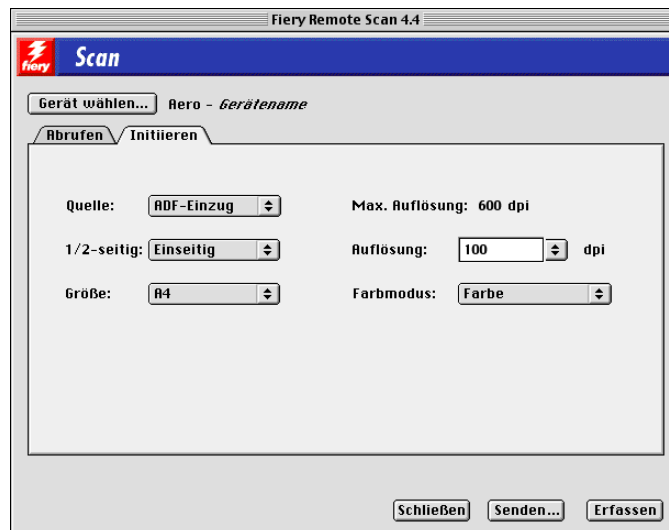 Fiery Remote Scan 4.4
fiery Scan
Gerät wählen... Aero - Gerätename
Abrufen Initiieren
Quelle: ADF-Einzug Max. Auflösung: 600 dpi
1/2-seitig: Einseitig Auflösung: 100 dpi
Größe: A4 Farbmodus: Farbe
Schließen Senden... Erfassen